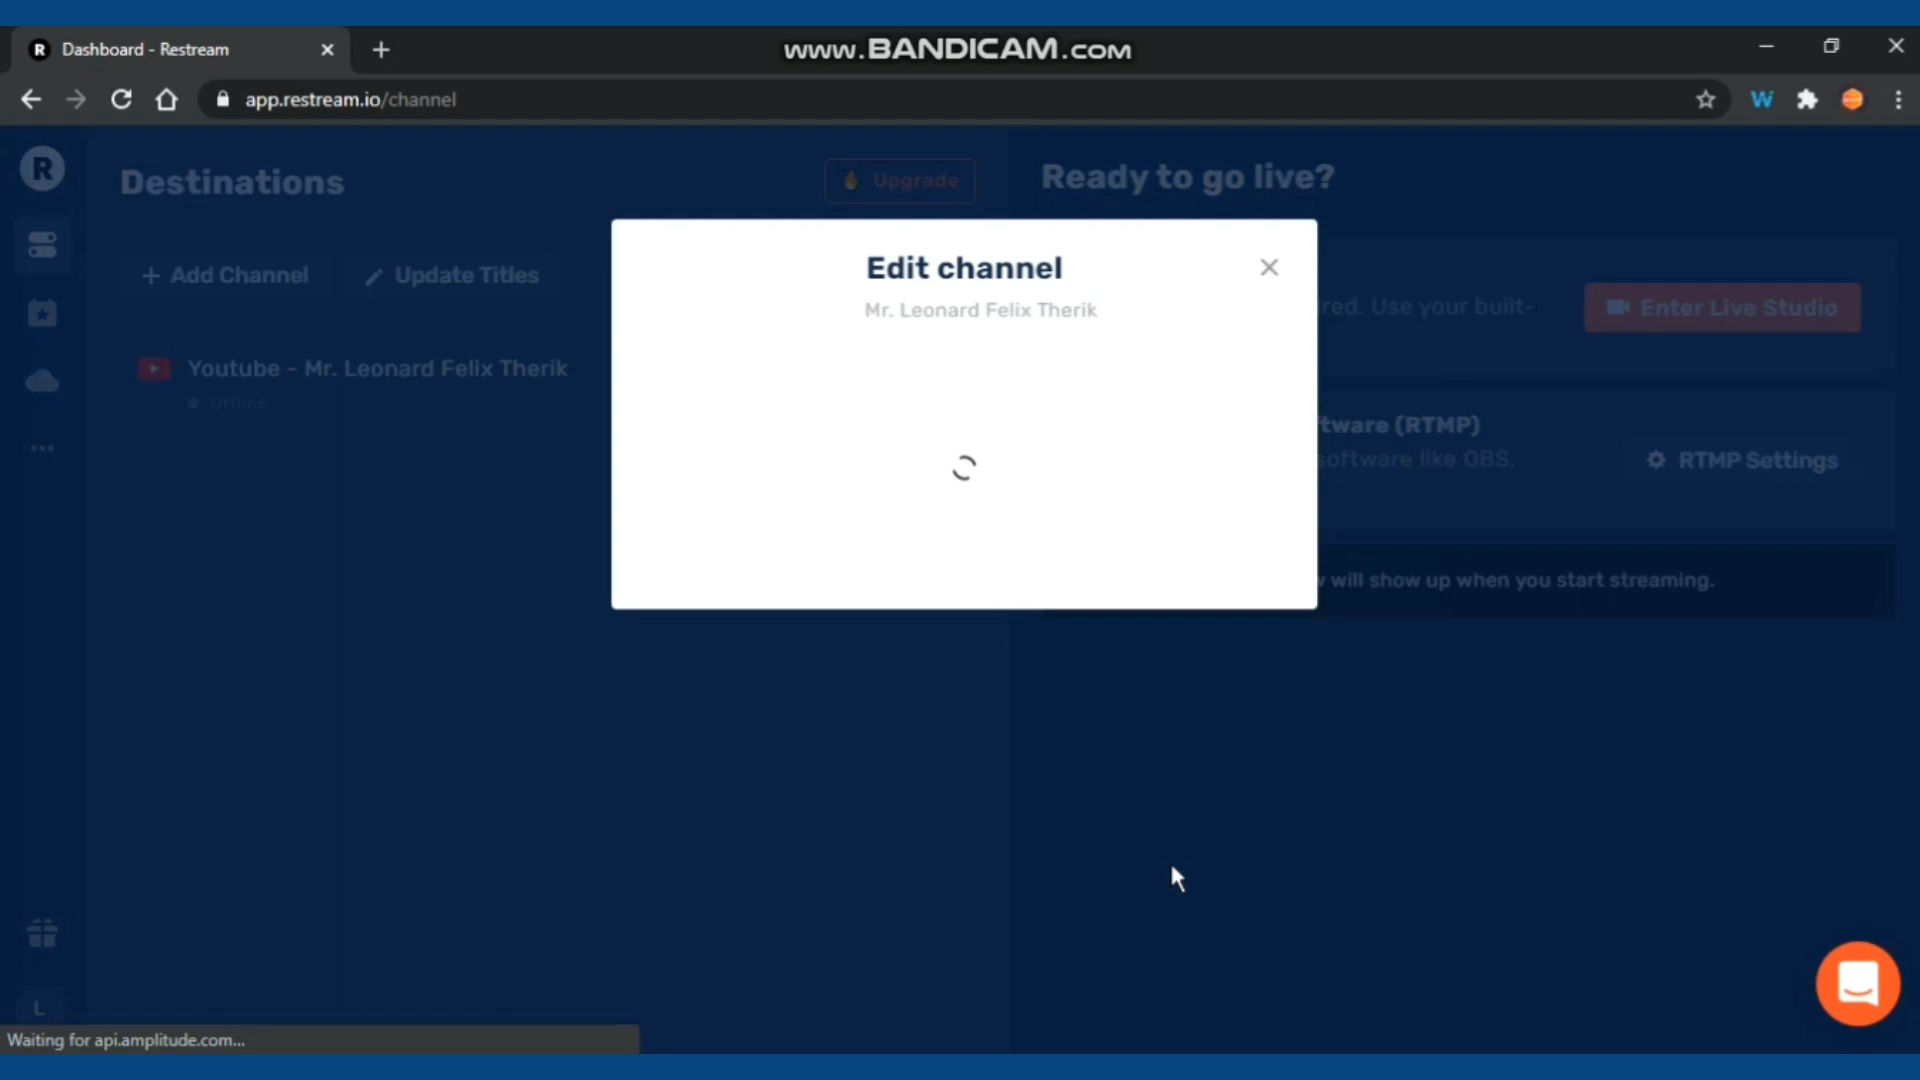 Dashboard - Restream
www.BANDICAM.com
app.restream.io/channel
W
R
Destinations
Upgrade
Ready to go live?
Edit channel
Mr. Leonard Felix Therik
Add Channel
Update Titles
red. Use your built-
Enter Live Studio
Youtube - Mr. Leonard Felix Therik
Offline
tware (RTMP)
software like OBS.
RTMP Settings
will show up when you start streaming.
L
Waiting for api.amplitude.com...